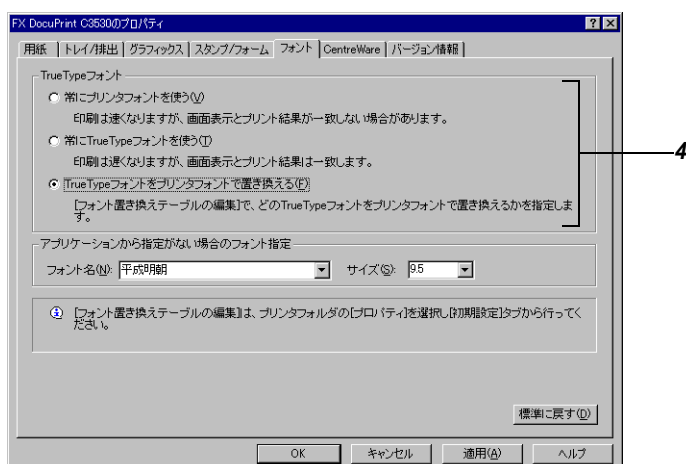 FX DocuPrint C3530のプロパティ
用紙 トレイ/排出 グラフィックス スタンプ/フォーム フォント CentreWare バージョン情報
TrueTypeフォント
常にプリンタフォントを使う(V)
印刷は速くなりますが、画面表示とプリント結果が一致しない場合があります。
常にTrueTypeフォントを使う(T)
印刷は遅くなりますが、画面表示とプリント結果は一致します。
4
TrueTypeフォントをプリンタフォントで置き換える(F)
[フォント置き換えテーブルの編集]で、どのTrueTypeフォントをプリンタフォントで置き換えるかを指定しま
す。
アプリケーションから指定がない場合のフォント指定
フォント名(N): 平成明朝 サイズ(S): 9.5
[フォント置き換えテーブルの編集]は、プリンタフォルダの[プロパティ]を選択し[初期設定]タブから行ってく
ださい。
標準に戻す(D)
OK キャンセル 適用(A) ヘルプ